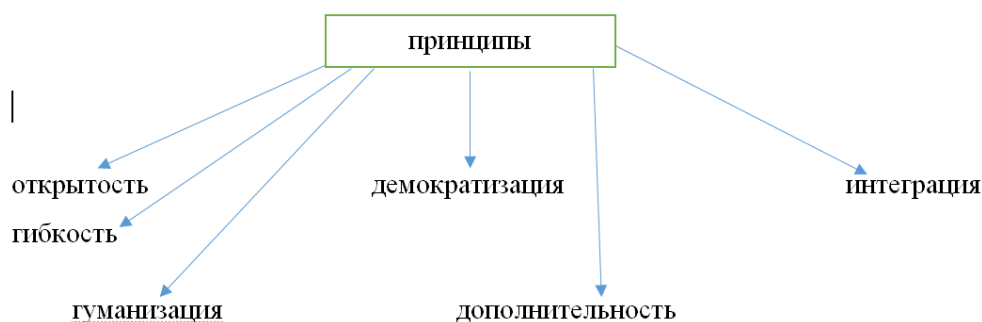 принципы
открытость
демократизация
интеграция
гибкость
гуманизация
дополнительность